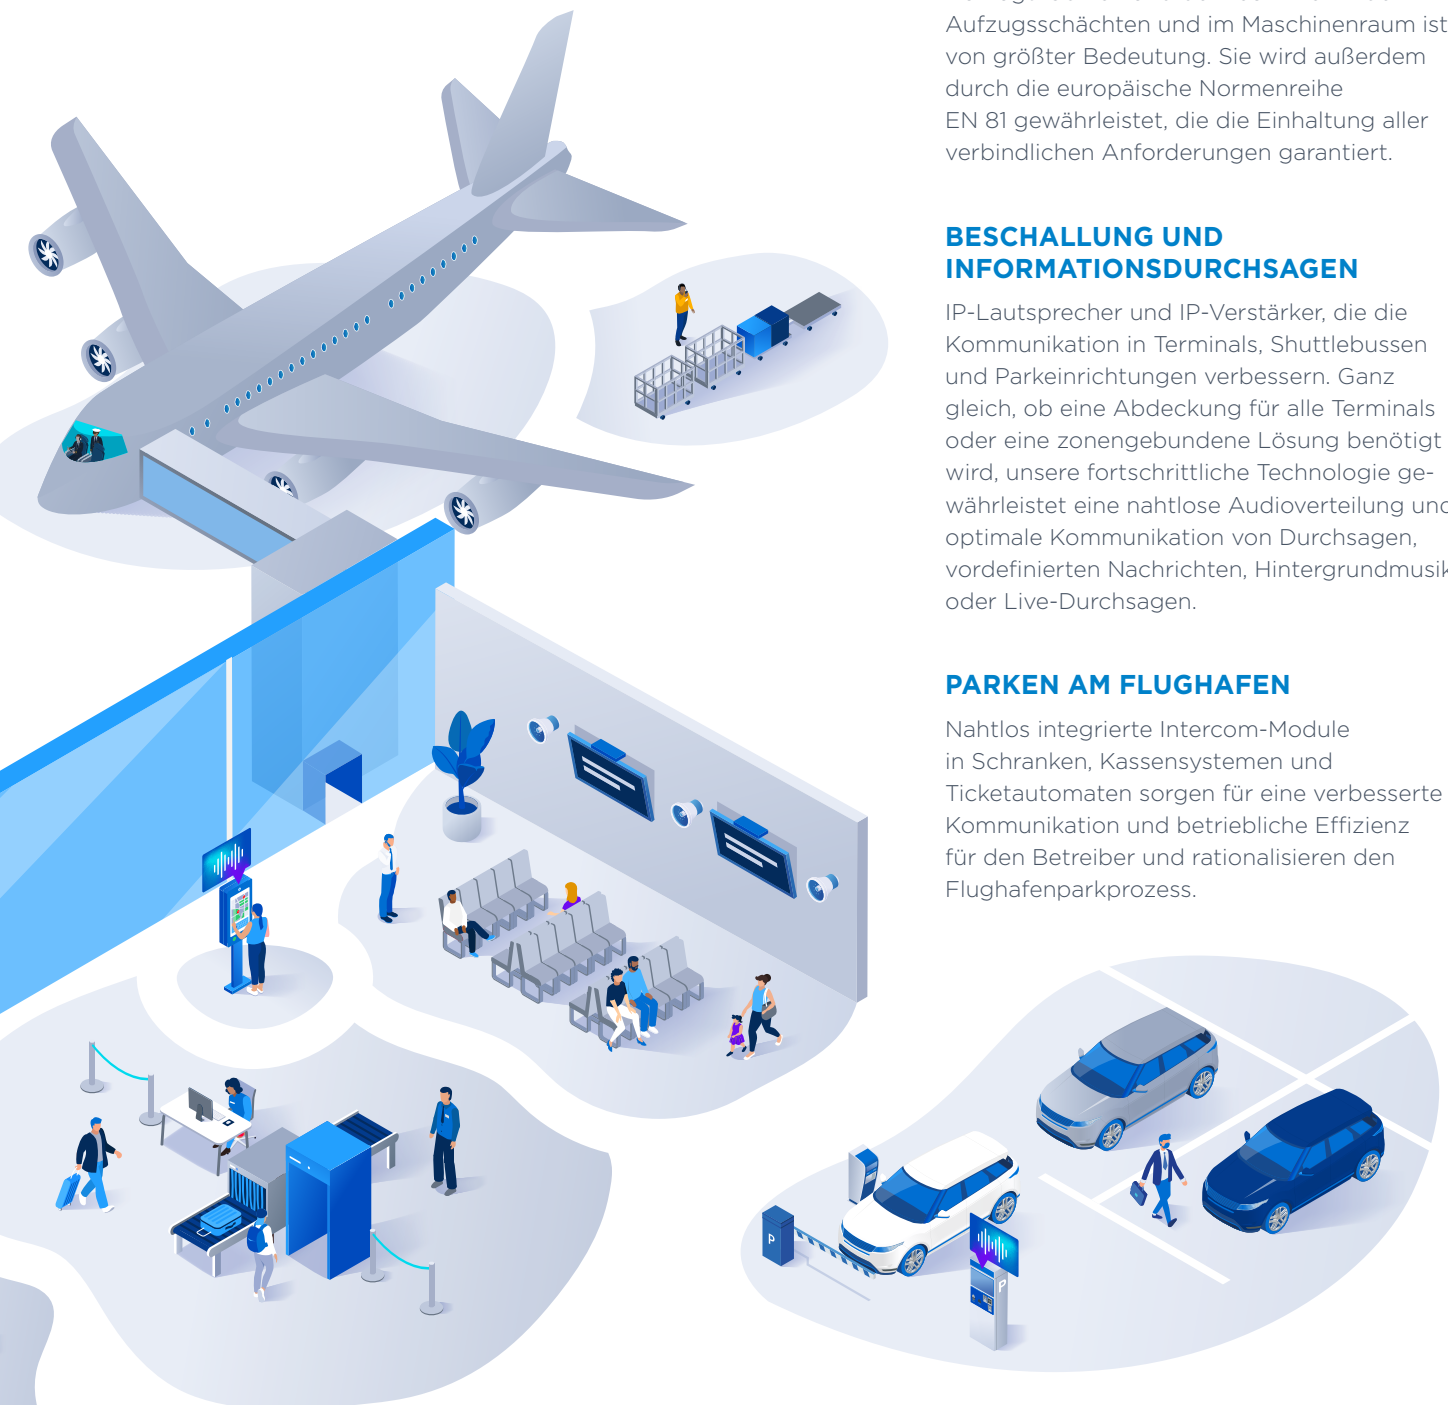 Aufzugsschächten und im Maschinenraum ist
von größter Bedeutung. Sie wird außerdem
durch die europäische Normenreihe
EN 81 gewährleistet, die die Einhaltung aller
verbindlichen Anforderungen garantiert.
BESCHALLUNG UND
INFORMATIONSDURCHSAGEN
IP-Lautsprecher und IP-Verstärker, die die
Kommunikation in Terminals, Shuttlebussen
und Parkeinrichtungen verbessern. Ganz
gleich, ob eine Abdeckung für alle Terminals
oder eine zonengebundene Lösung benötigt
wird, unsere fortschrittliche Technologie ge-
währleistet eine nahtlose Audioverteilung und
optimale Kommunikation von Durchsagen,
vordefinierten Nachrichten, Hintergrundmusik
oder Live-Durchsagen.
PARKEN AM FLUGHAFEN
Nahtlos integrierte Intercom-Module
in Schranken, Kassensystemen und
Ticketautomaten sorgen für eine verbesserte
Kommunikation und betriebliche Effizienz
für den Betreiber und rationalisieren den
Flughafenparkprozess.
P
P